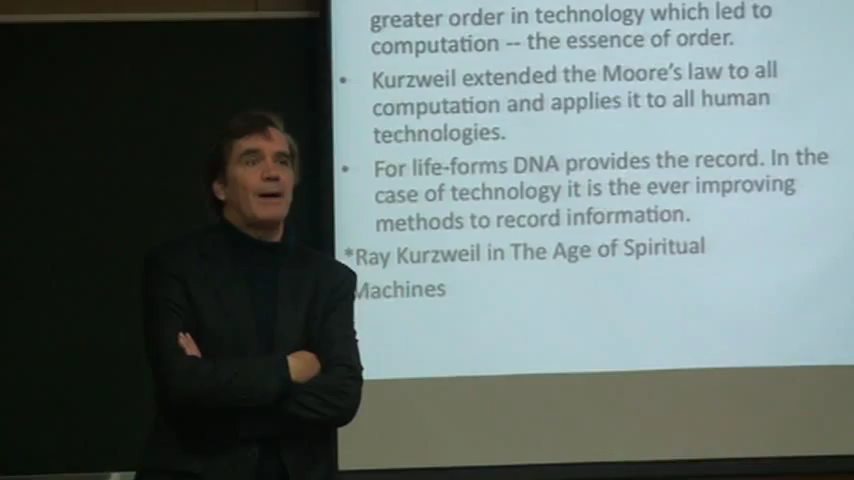 greater order in technology which led to
computation -- the essence of order.
• Kurzweil extended the Moore's law to all
computation and applies it to all human
technologies.
• For life-forms DNA provides the record. In the
case of technology it is the ever improving
methods to record information.
*Ray Kurzweil in The Age of Spiritual
Machines